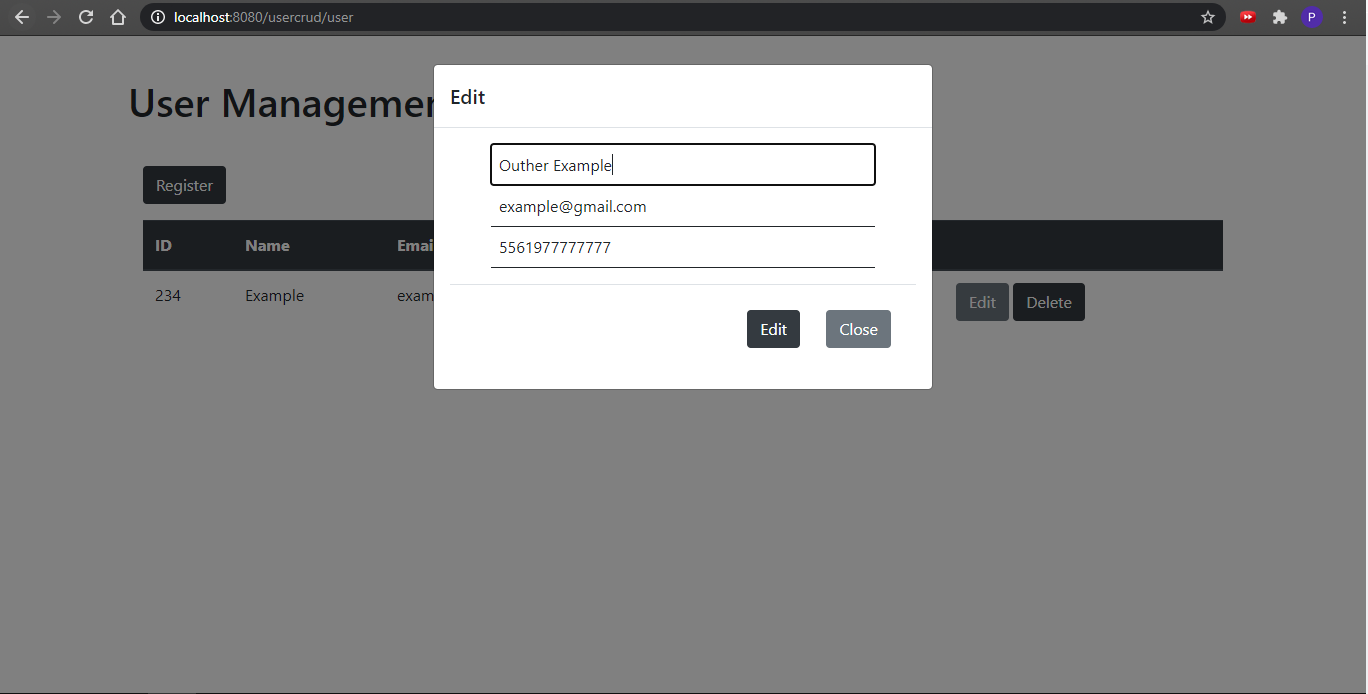 localhost:8080/usercrud/user
P
User Managemen
Register
ID Name Emai
234 Example exam
Edit Delete
Edit
Outher Example
example@gmail.com
5561977777777
Edit Close